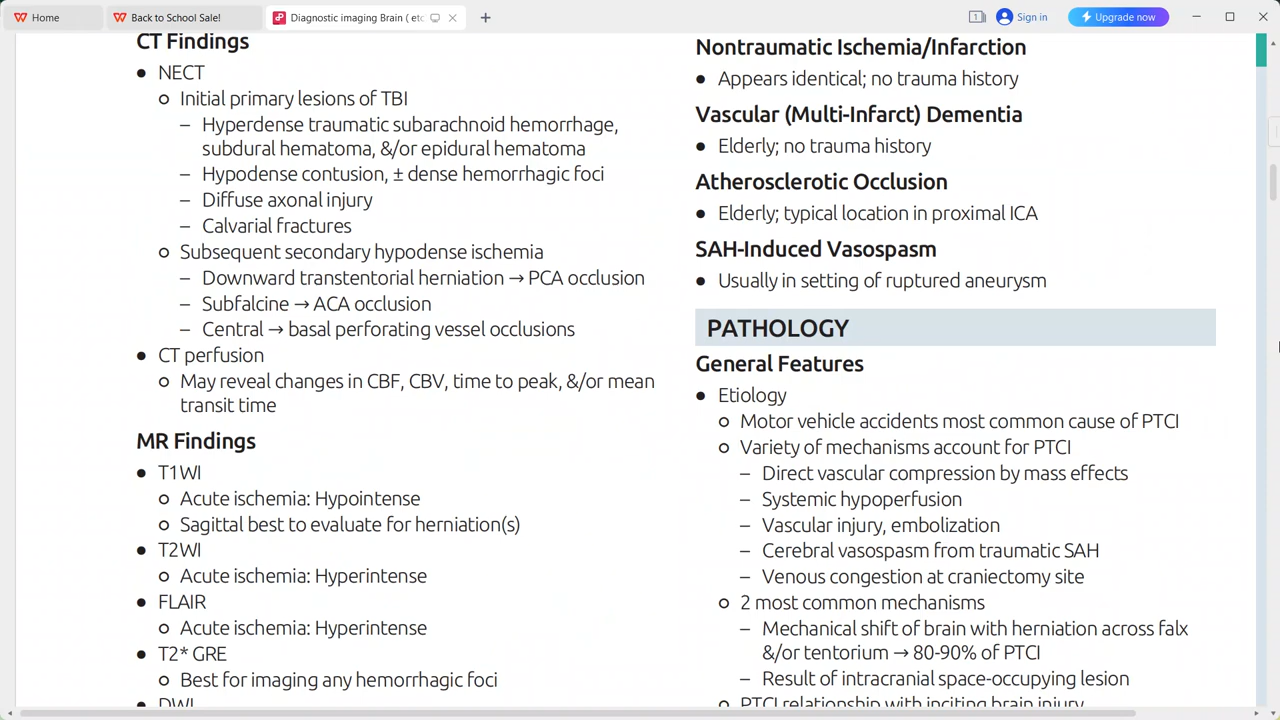 Home
Back to School Sale!
Diagnostic imaging Brain ( etc
1
Sign in
Upgrade now
CT Findings
● NECT
○ Initial primary lesions of TBI
– Hyperdense traumatic subarachnoid hemorrhage,
subdural hematoma, &/or epidural hematoma
– Hypodense contusion, ± dense hemorrhagic foci
– Diffuse axonal injury
– Calvarial fractures
○ Subsequent secondary hypodense ischemia
– Downward transtentorial herniation → PCA occlusion
– Subfalcine → ACA occlusion
– Central → basal perforating vessel occlusions
● CT perfusion
○ May reveal changes in CBF, CBV, time to peak, &/or mean
transit time
MR Findings
● T1WI
○ Acute ischemia: Hypointense
○ Sagittal best to evaluate for herniation(s)
● T2WI
○ Acute ischemia: Hyperintense
● FLAIR
○ Acute ischemia: Hyperintense
● T2* GRE
○ Best for imaging any hemorrhagic foci
● DWI
Nontraumatic Ischemia/Infarction
● Appears identical; no trauma history
Vascular (Multi-Infarct) Dementia
● Elderly; no trauma history
Atherosclerotic Occlusion
● Elderly; typical location in proximal ICA
SAH-Induced Vasospasm
● Usually in setting of ruptured aneurysm
PATHOLOGY
General Features
● Etiology
○ Motor vehicle accidents most common cause of PTCI
○ Variety of mechanisms account for PTCI
– Direct vascular compression by mass effects
– Systemic hypoperfusion
– Vascular injury, embolization
– Cerebral vasospasm from traumatic SAH
– Venous congestion at craniectomy site
○ 2 most common mechanisms
– Mechanical shift of brain with herniation across falx
&/or tentorium → 80-90% of PTCI
– Result of intracranial space-occupying lesion
○ PTCI relationship with inciting brain injury